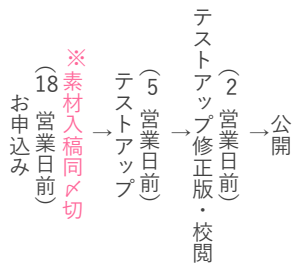 公開
←
(2 営業日前)
テストアップ修正版・校閲
←
(5 営業日前)
テストアップ
←
※素材入稿同〆切
(18 営業日前)
お申込み